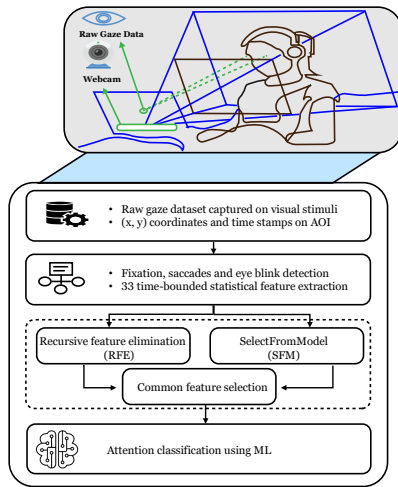 Raw Gaze Data
Webcam
• Raw gaze dataset captured on visual stimuli
• (x, y) coordinates and time stamps on AOI
• Fixation, saccades and eye blink detection
• 33 time-bounded statistical feature extraction
Recursive feature elimination
(RFE)
SelectFromModel
(SFM)
Common feature selection
Attention classification using ML